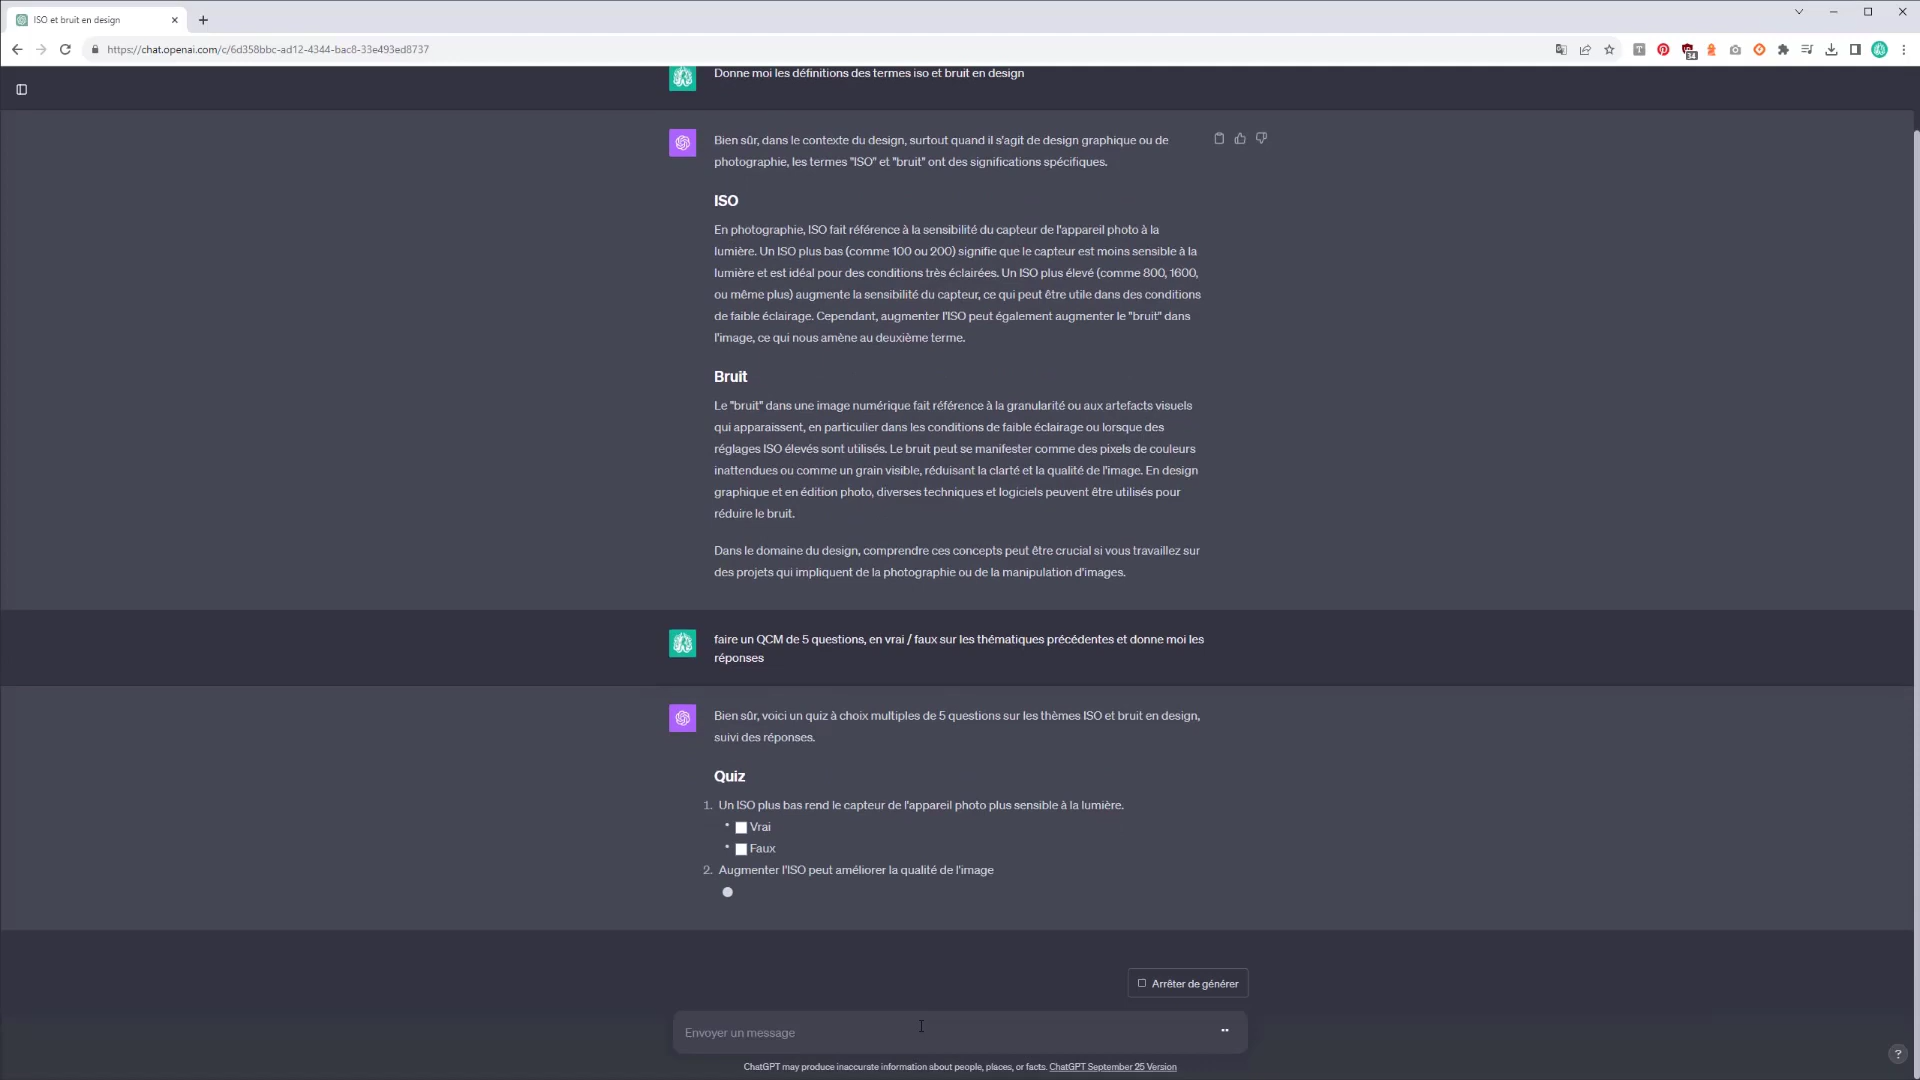 ISO et bruit en design
https://chat.openai.com/c/6d358bbc-ad12-4344-bac8-33e493ed8737
34
Donne moi les définitions des termes iso et bruit en design
Bien sûr, dans le contexte du design, surtout quand il s'agit de design graphique ou de
photographie, les termes "ISO" et "bruit" ont des significations spécifiques.
ISO
En photographie, ISO fait référence à la sensibilité du capteur de l'appareil photo à la
lumière. Un ISO plus bas (comme 100 ou 200) signifie que le capteur est moins sensible à la
lumière et est idéal pour des conditions très éclairées. Un ISO plus élevé (comme 800, 1600,
ou même plus) augmente la sensibilité du capteur, ce qui peut être utile dans des conditions
de faible éclairage. Cependant, augmenter l'ISO peut également augmenter le "bruit" dans
l'image, ce qui nous amène au deuxième terme.
Bruit
Le "bruit" dans une image numérique fait référence à la granularité ou aux artefacts visuels
qui apparaissent, en particulier dans les conditions de faible éclairage ou lorsque des
réglages ISO élevés sont utilisés. Le bruit peut se manifester comme des pixels de couleurs
inattendues ou comme un grain visible, réduisant la clarté et la qualité de l'image. En design
graphique et en édition photo, diverses techniques et logiciels peuvent être utilisés pour
réduire le bruit.
Dans le domaine du design, comprendre ces concepts peut être crucial si vous travaillez sur
des projets qui impliquent de la photographie ou de la manipulation d'images.
faire un QCM de 5 questions, en vrai / faux sur les thématiques précédentes et donne moi les
réponses
Bien sûr, voici un quiz à choix multiples de 5 questions sur les thèmes ISO et bruit en design,
suivi des réponses.
Quiz
1. Un ISO plus bas rend le capteur de l'appareil photo plus sensible à la lumière.
Vrai
Faux
2. Augmenter l'ISO peut améliorer la qualité de l'image
Arrêter de générer
Envoyer un message
ChatGPT may produce inaccurate information about people, places, or facts. ChatGPT September 25 Version
?